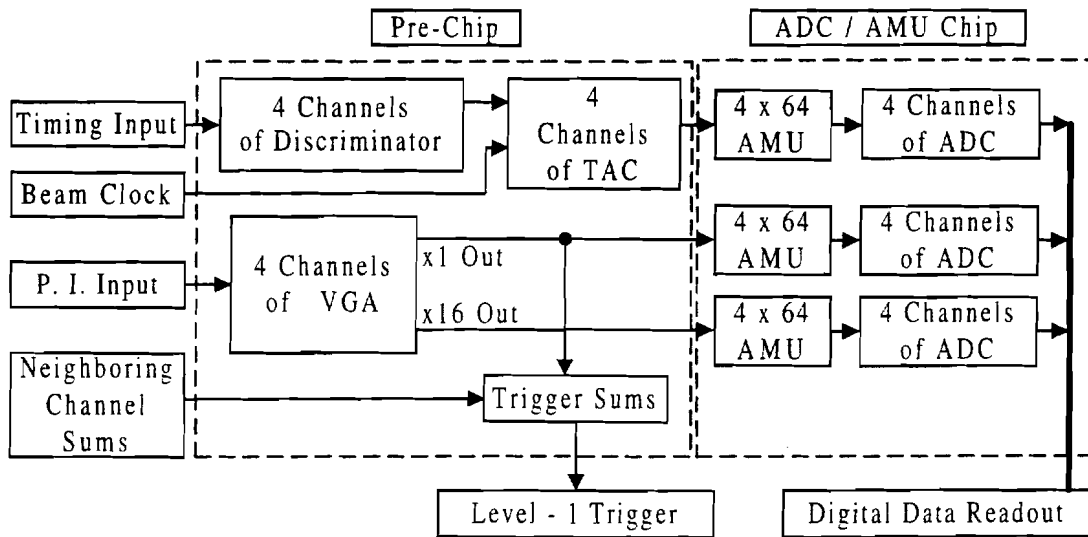 Pre-Chip
ADC / AMU Chip
Timing Input
4 Channels
of Discriminator
4
Channels
of TAC
4 x 64
AMU
4 Channels
of ADC
Beam Clock
P. I. Input
4 Channels
of VGA
x1 Out
x16 Out
4 x 64
AMU
4 Channels
of ADC
4 x 64
AMU
4 Channels
of ADC
Neighboring
Channel
Sums
Trigger Sums
Level - 1 Trigger
Digital Data Readout